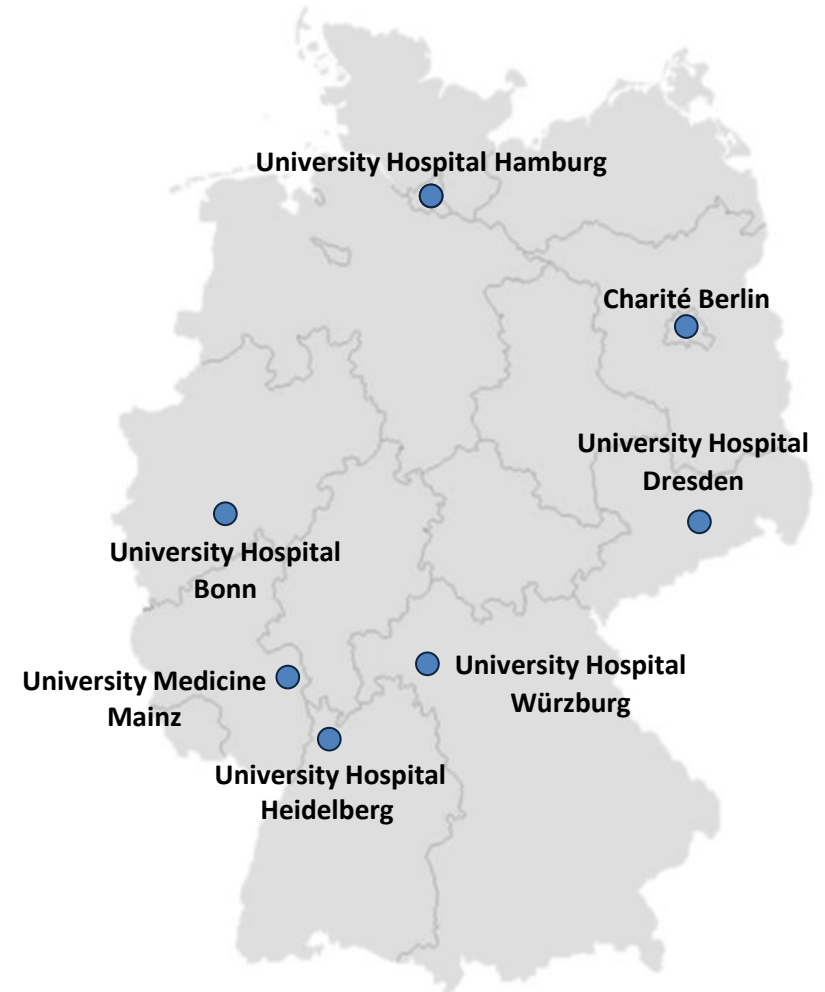 University Hospital Hamburg
Charité Berlin
University Hospital
Dresden
University Hospital
Bonn
University Medicine
Mainz
University Hospital
Würzburg
University Hospital
Heidelberg